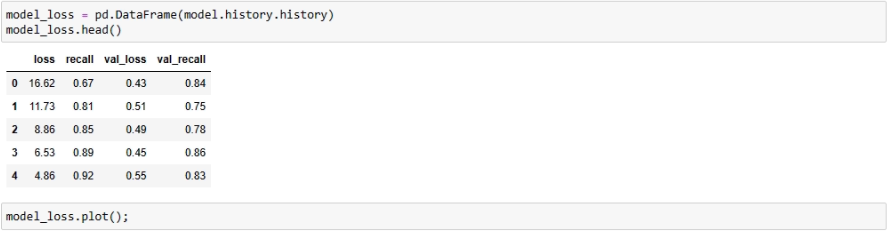 model_loss = pd.DataFrame(model.history.history)
model_loss.head()
loss recall val_loss val_recall
0 16.62 0.67 0.43 0.84
1 11.73 0.81 0.51 0.75
2 8.86 0.85 0.49 0.78
3 6.53 0.89 0.45 0.86
4 4.86 0.92 0.55 0.83
model_loss.plot();